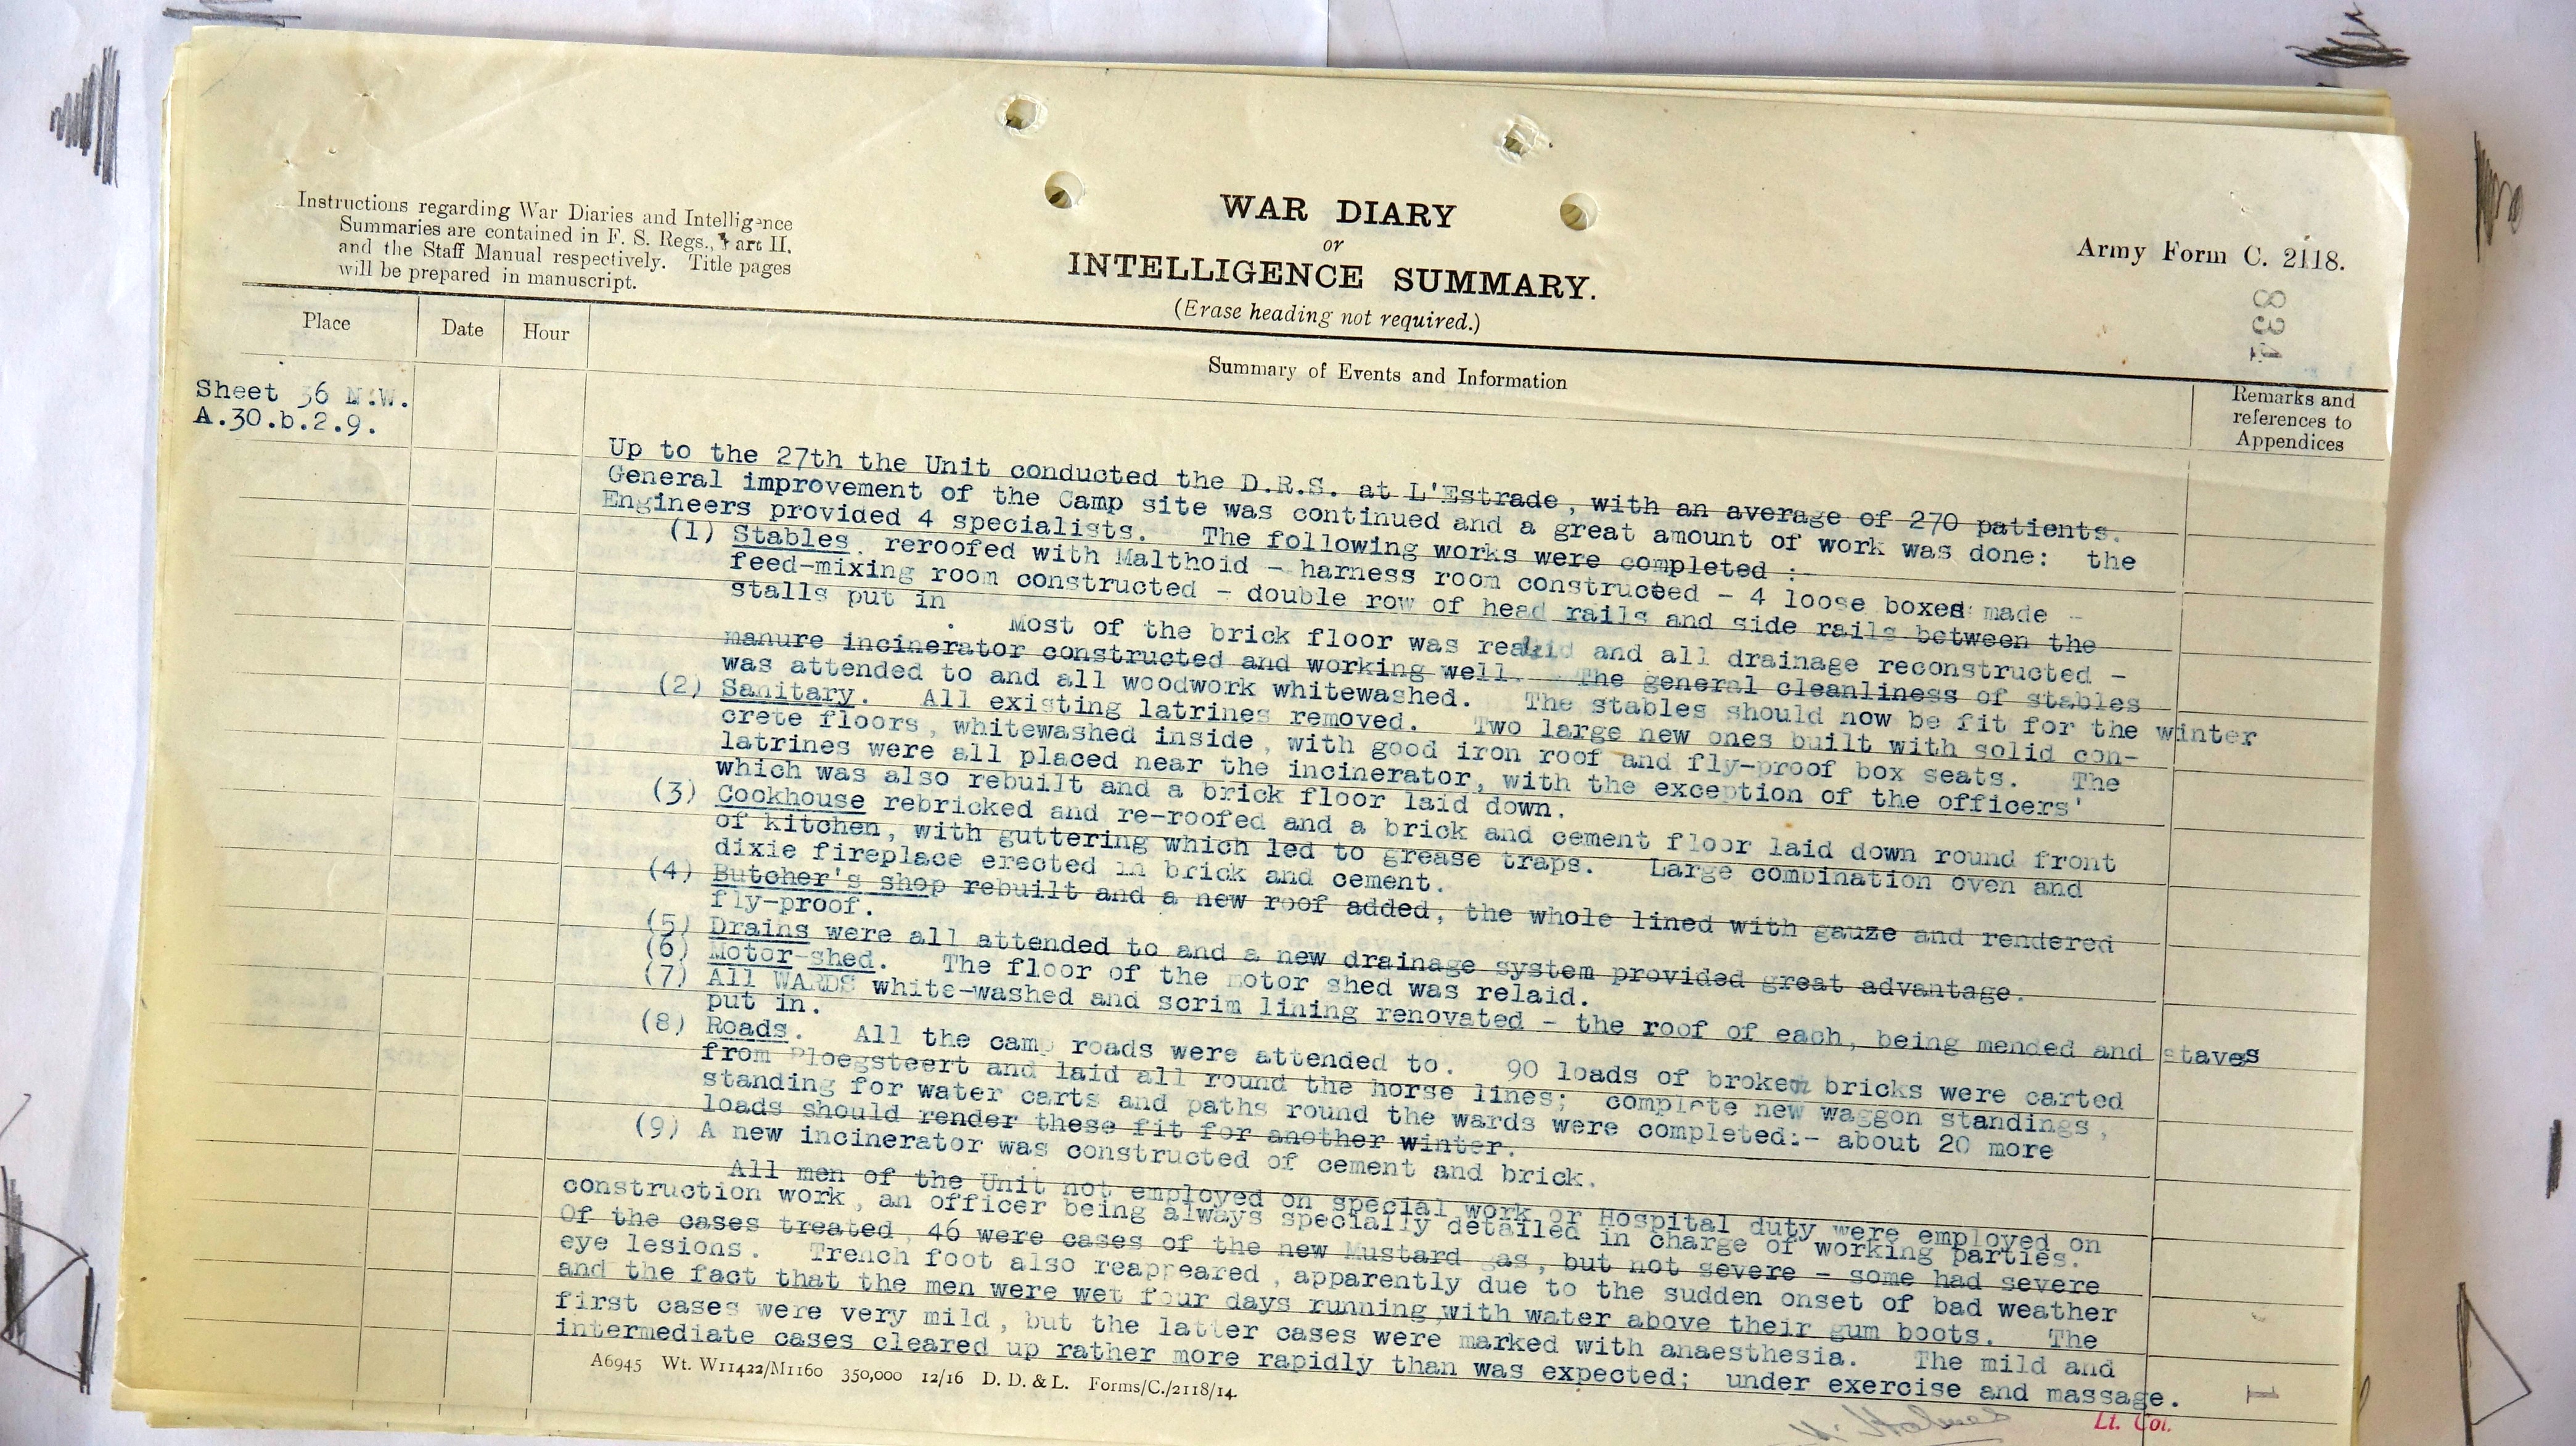 Instructions regarding War Diaries and Intelligence
Summaries are contained in F. S. Regs., Part II.
and the Staff Manual respectively. Title pages
will be prepared in manuscript.
WAR DIARY
or
INTELLIGENCE SUMMARY.
(Erase heading not required.)
Army Form C. 2118.
834
Place
Date
Hour
Summary of Events and Information
Remarks and
references to
Appendices
Sheet 36 N.W.
A.30.b.2.9.
Up to the 27th the Unit conducted the D.R.S. at L'Estrade, with an average of 270 patients.
General improvement of the Camp site was continued and a great amount of work was done: the
Engineers provided 4 specialists. The following works were completed :-
(1) Stables reroofed with Malthoid - harness room constructed - 4 loose boxes made -
feed-mixing room constructed - double row of head rails and side rails between the
stalls put in
. Most of the brick floor was relaid and all drainage reconstructed -
manure incinerator constructed and working well. The general cleanliness of stables
was attended to and all woodwork whitewashed. The stables should now be fit for the winter
(2) Sanitary. All existing latrines removed. Two large new ones built with solid con-
crete floors, whitewashed inside, with good iron roof and fly-proof box seats. The
latrines were all placed near the incinerator, with the exception of the officers'
which was also rebuilt and a brick floor laid down.
(3) Cookhouse rebricked and re-roofed and a brick and cement floor laid down round front
of kitchen, with guttering which led to grease traps. Large combination oven and
dixie fireplace erected in brick and cement.
(4) Butcher's shop rebuilt and a new roof added, the whole lined with gauze and rendered
fly-proof.
(5) Drains were all attended to and a new drainage system provided great advantage.
(6) Motor-shed. The floor of the motor shed was relaid.
(7) All WARDS white-washed and scrim lining renovated - the roof of each, being mended and staves
put in.
(8) Roads. All the camp roads were attended to. 90 loads of broken bricks were carted
from Ploegsteert and laid all round the horse lines; complete new waggon standings,
standing for water carts and paths round the wards were completed:- about 20 more
loads should render these fit for another winter.
(9) A new incinerator was constructed of cement and brick.
All men of the Unit not employed on special work or Hospital duty were employed on
construction work, an officer being always specially detailed in charge of working parties.
Of the cases treated, 46 were cases of the new Mustard gas, but not severe - some had severe
eye lesions. Trench foot also reappeared, apparently due to the sudden onset of bad weather
and the fact that the men were wet four days running,with water above their gum boots. The
first cases were very mild, but the latter cases were marked with anaesthesia. The mild and
intermediate cases cleared up rather more rapidly than was expected; under exercise and massage.
A6945 Wt. W11422/M1160 350,000 12/16 D. D. & L. Forms/C./2118/14.
Lt. Col.
1